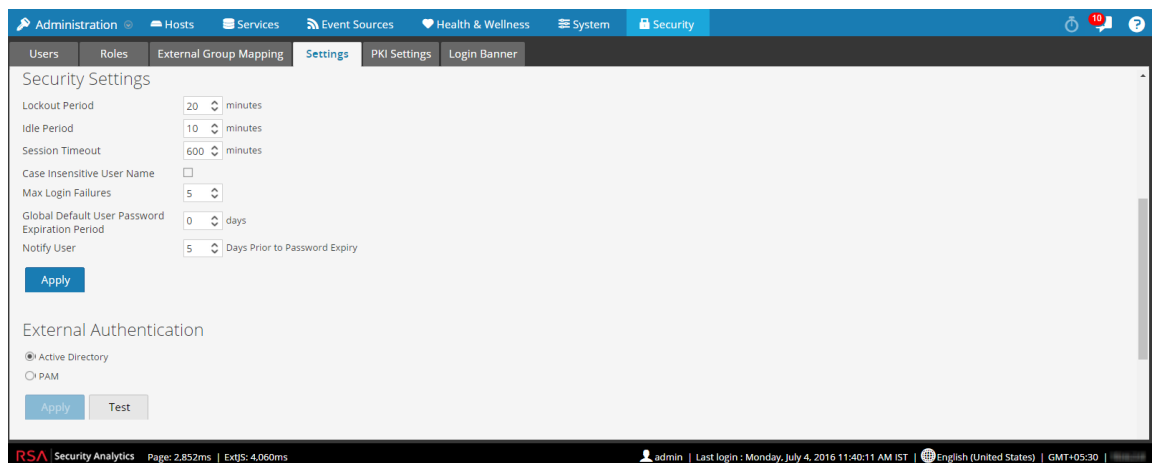 Administration Hosts Services Event Sources Health & Wellness System Security 10 ?
Users Roles External Group Mapping Settings PKI Settings Login Banner
Security Settings
Lockout Period 20 minutes
Idle Period 10 minutes
Session Timeout 600 minutes
Case Insensitive User Name
Max Login Failures 5
Global Default User Password
Expiration Period 0 days
Notify User 5 Days Prior to Password Expiry
Apply
External Authentication
Active Directory
PAM
Apply Test
RSA Security Analytics Page: 2,852ms | ExtJS: 4,060ms admin | Last login : Monday, July 4, 2016 11:40:11 AM IST | English (United States) | GMT+05:30 |